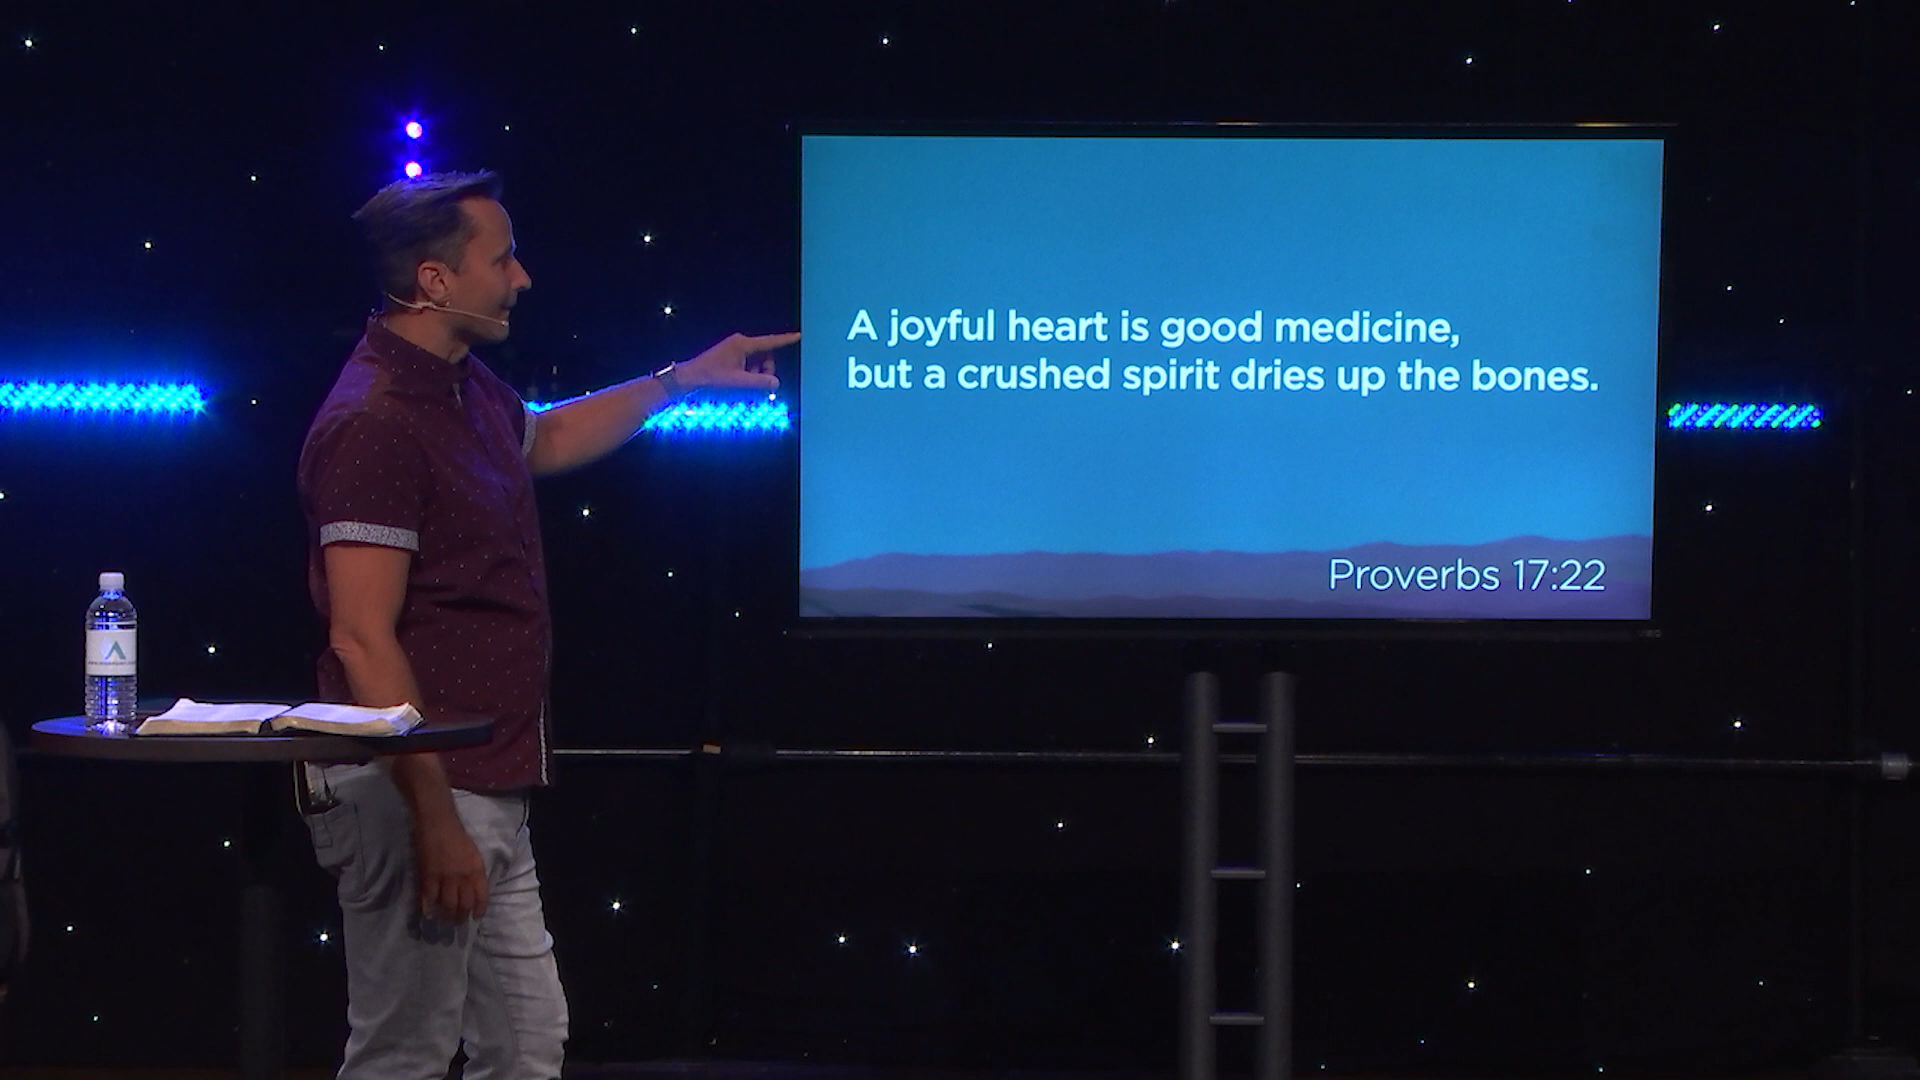 A joyful heart is good medicine,
but a crushed spirit dries up the bones.
Proverbs 17:22